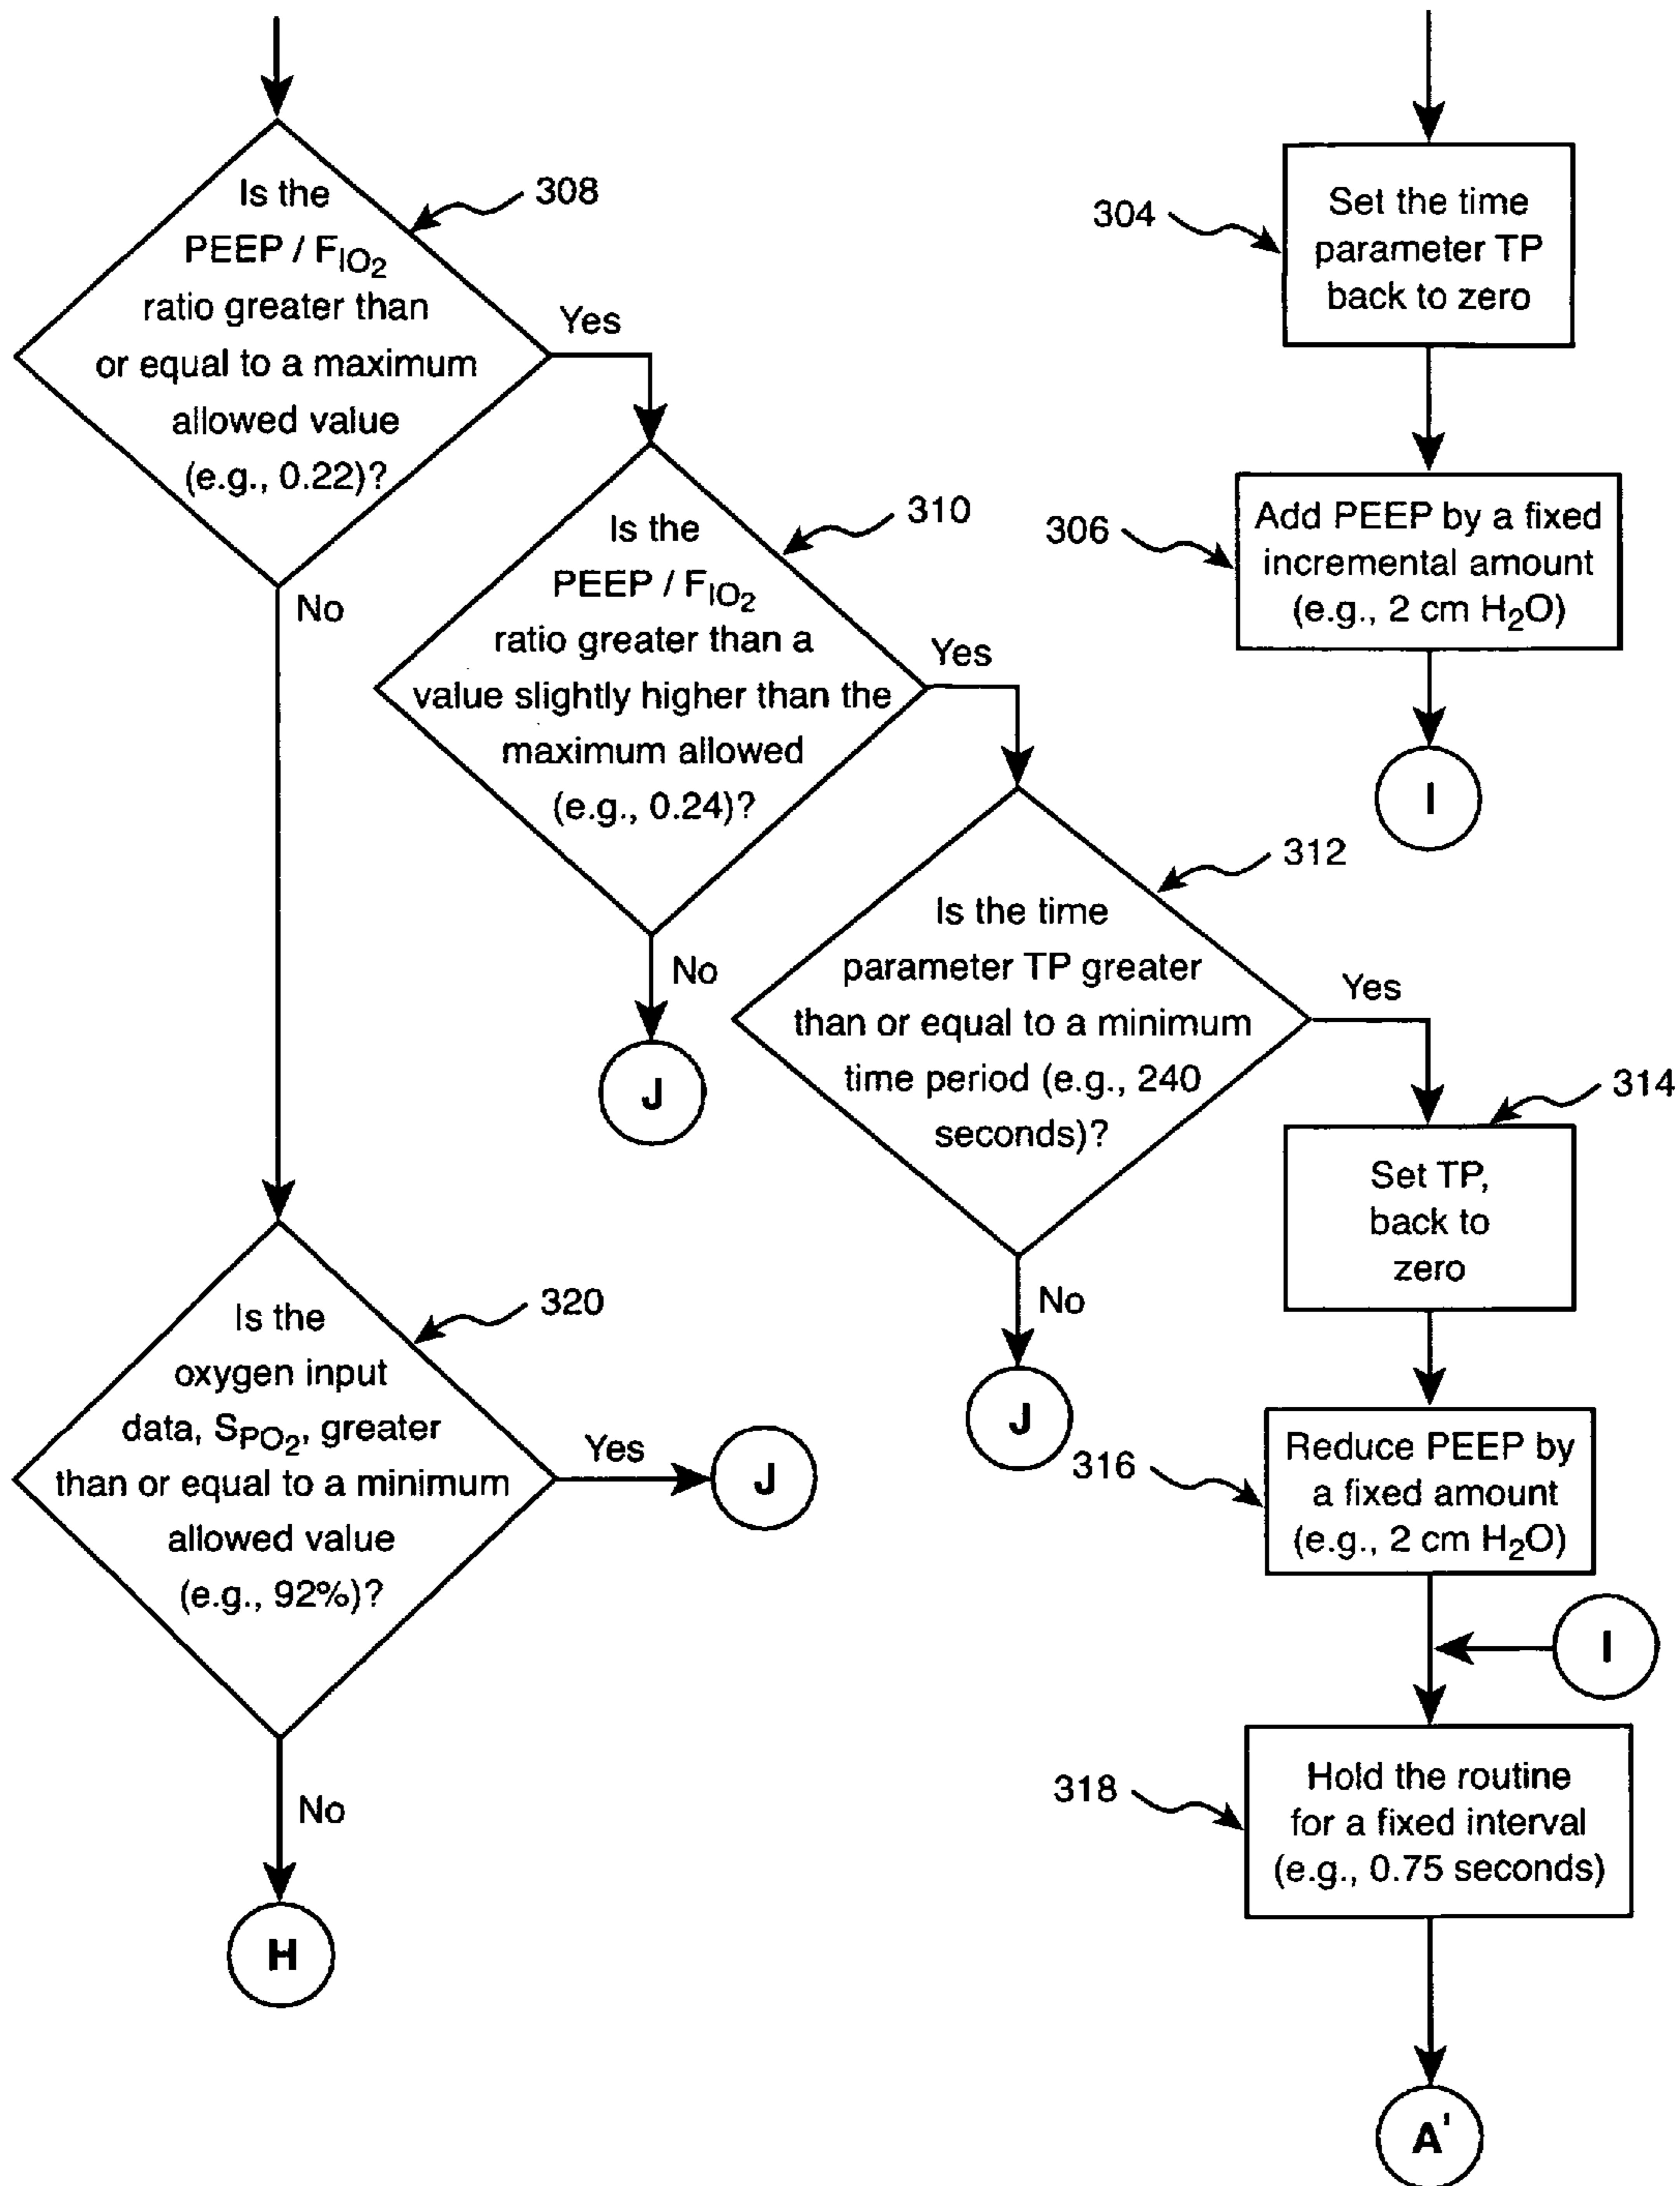 Is the
PEEP / FIO2
ratio greater than
or equal to a maximum
allowed value
(e.g., 0.22)?
308
Yes
No
Is the
PEEP / FIO2
ratio greater than a
value slightly higher than the
maximum allowed
(e.g., 0.24)?
310
Yes
No
J
Is the time
parameter TP greater
than or equal to a minimum
time period (e.g., 240
seconds)?
312
Yes
No
J
Is the
oxygen input
data, SPO2, greater
than or equal to a minimum
allowed value
(e.g., 92%)?
320
Yes
J
No
H
304
Set the time
parameter TP
back to zero
306
Add PEEP by a fixed
incremental amount
(e.g., 2 cm H2O)
I
314
Set TP,
back to
zero
316
Reduce PEEP by
a fixed amount
(e.g., 2 cm H2O)
I
318
Hold the routine
for a fixed interval
(e.g., 0.75 seconds)
A'